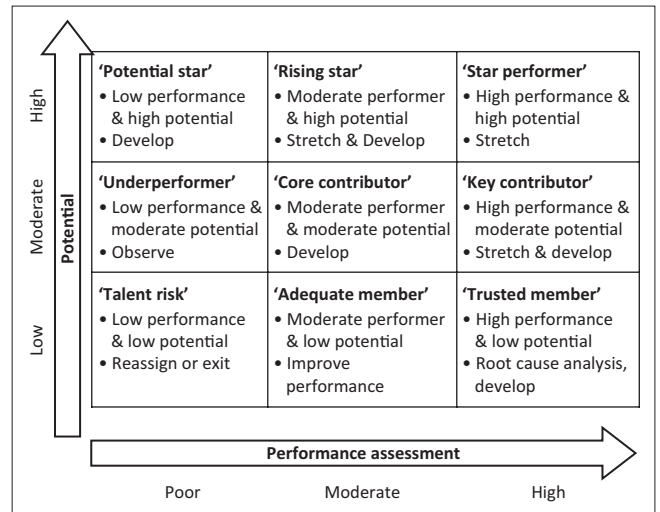 High
Moderate
Low
Potential
‘Potential star’
• Low performance
& high potential
• Develop
‘Rising star’
• Moderate performer
& high potential
• Stretch & Develop
‘Star performer’
• High performance &
high potential
• Stretch
‘Underperformer’
• Low performance &
moderate potential
• Observe
‘Core contributor’
• Moderate performer
& moderate potential
• Develop
‘Key contributor’
• High performance &
moderate potential
• Stretch & develop
‘Talent risk’
• Low performance
& low potential
• Reassign or exit
‘Adequate member’
• Moderate performer
& low potential
• Improve
performance
‘Trusted member’
• High performance
& low potential
• Root cause analysis,
develop
Performance assessment
Poor
Moderate
High